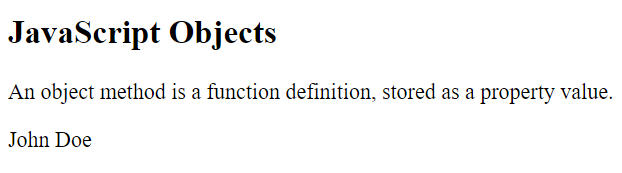 JavaScript Objects
An object method is a function definition, stored as a property value.
John Doe